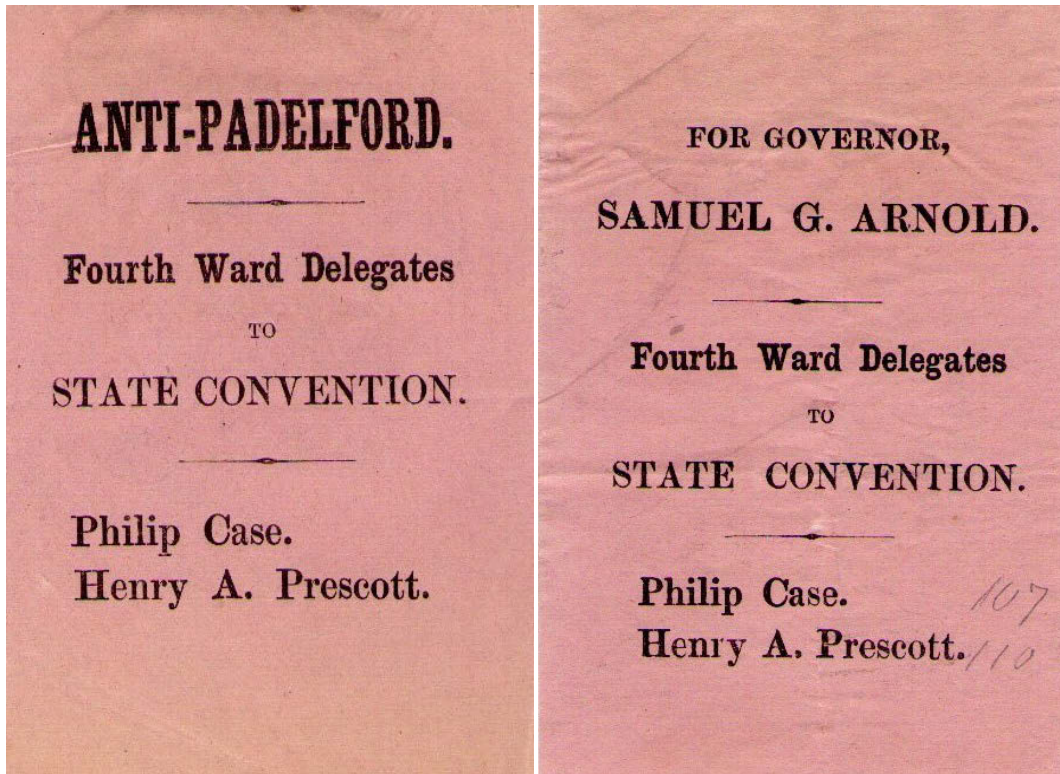 ANTI-PADELFORD.
Fourth Ward Delegates
TO
STATE CONVENTION.
Philip Case.
Henry A. Prescott.
FOR GOVERNOR,
SAMUEL G. ARNOLD.
Fourth Ward Delegates
TO
STATE CONVENTION.
Philip Case. 107
Henry A. Prescott. 110